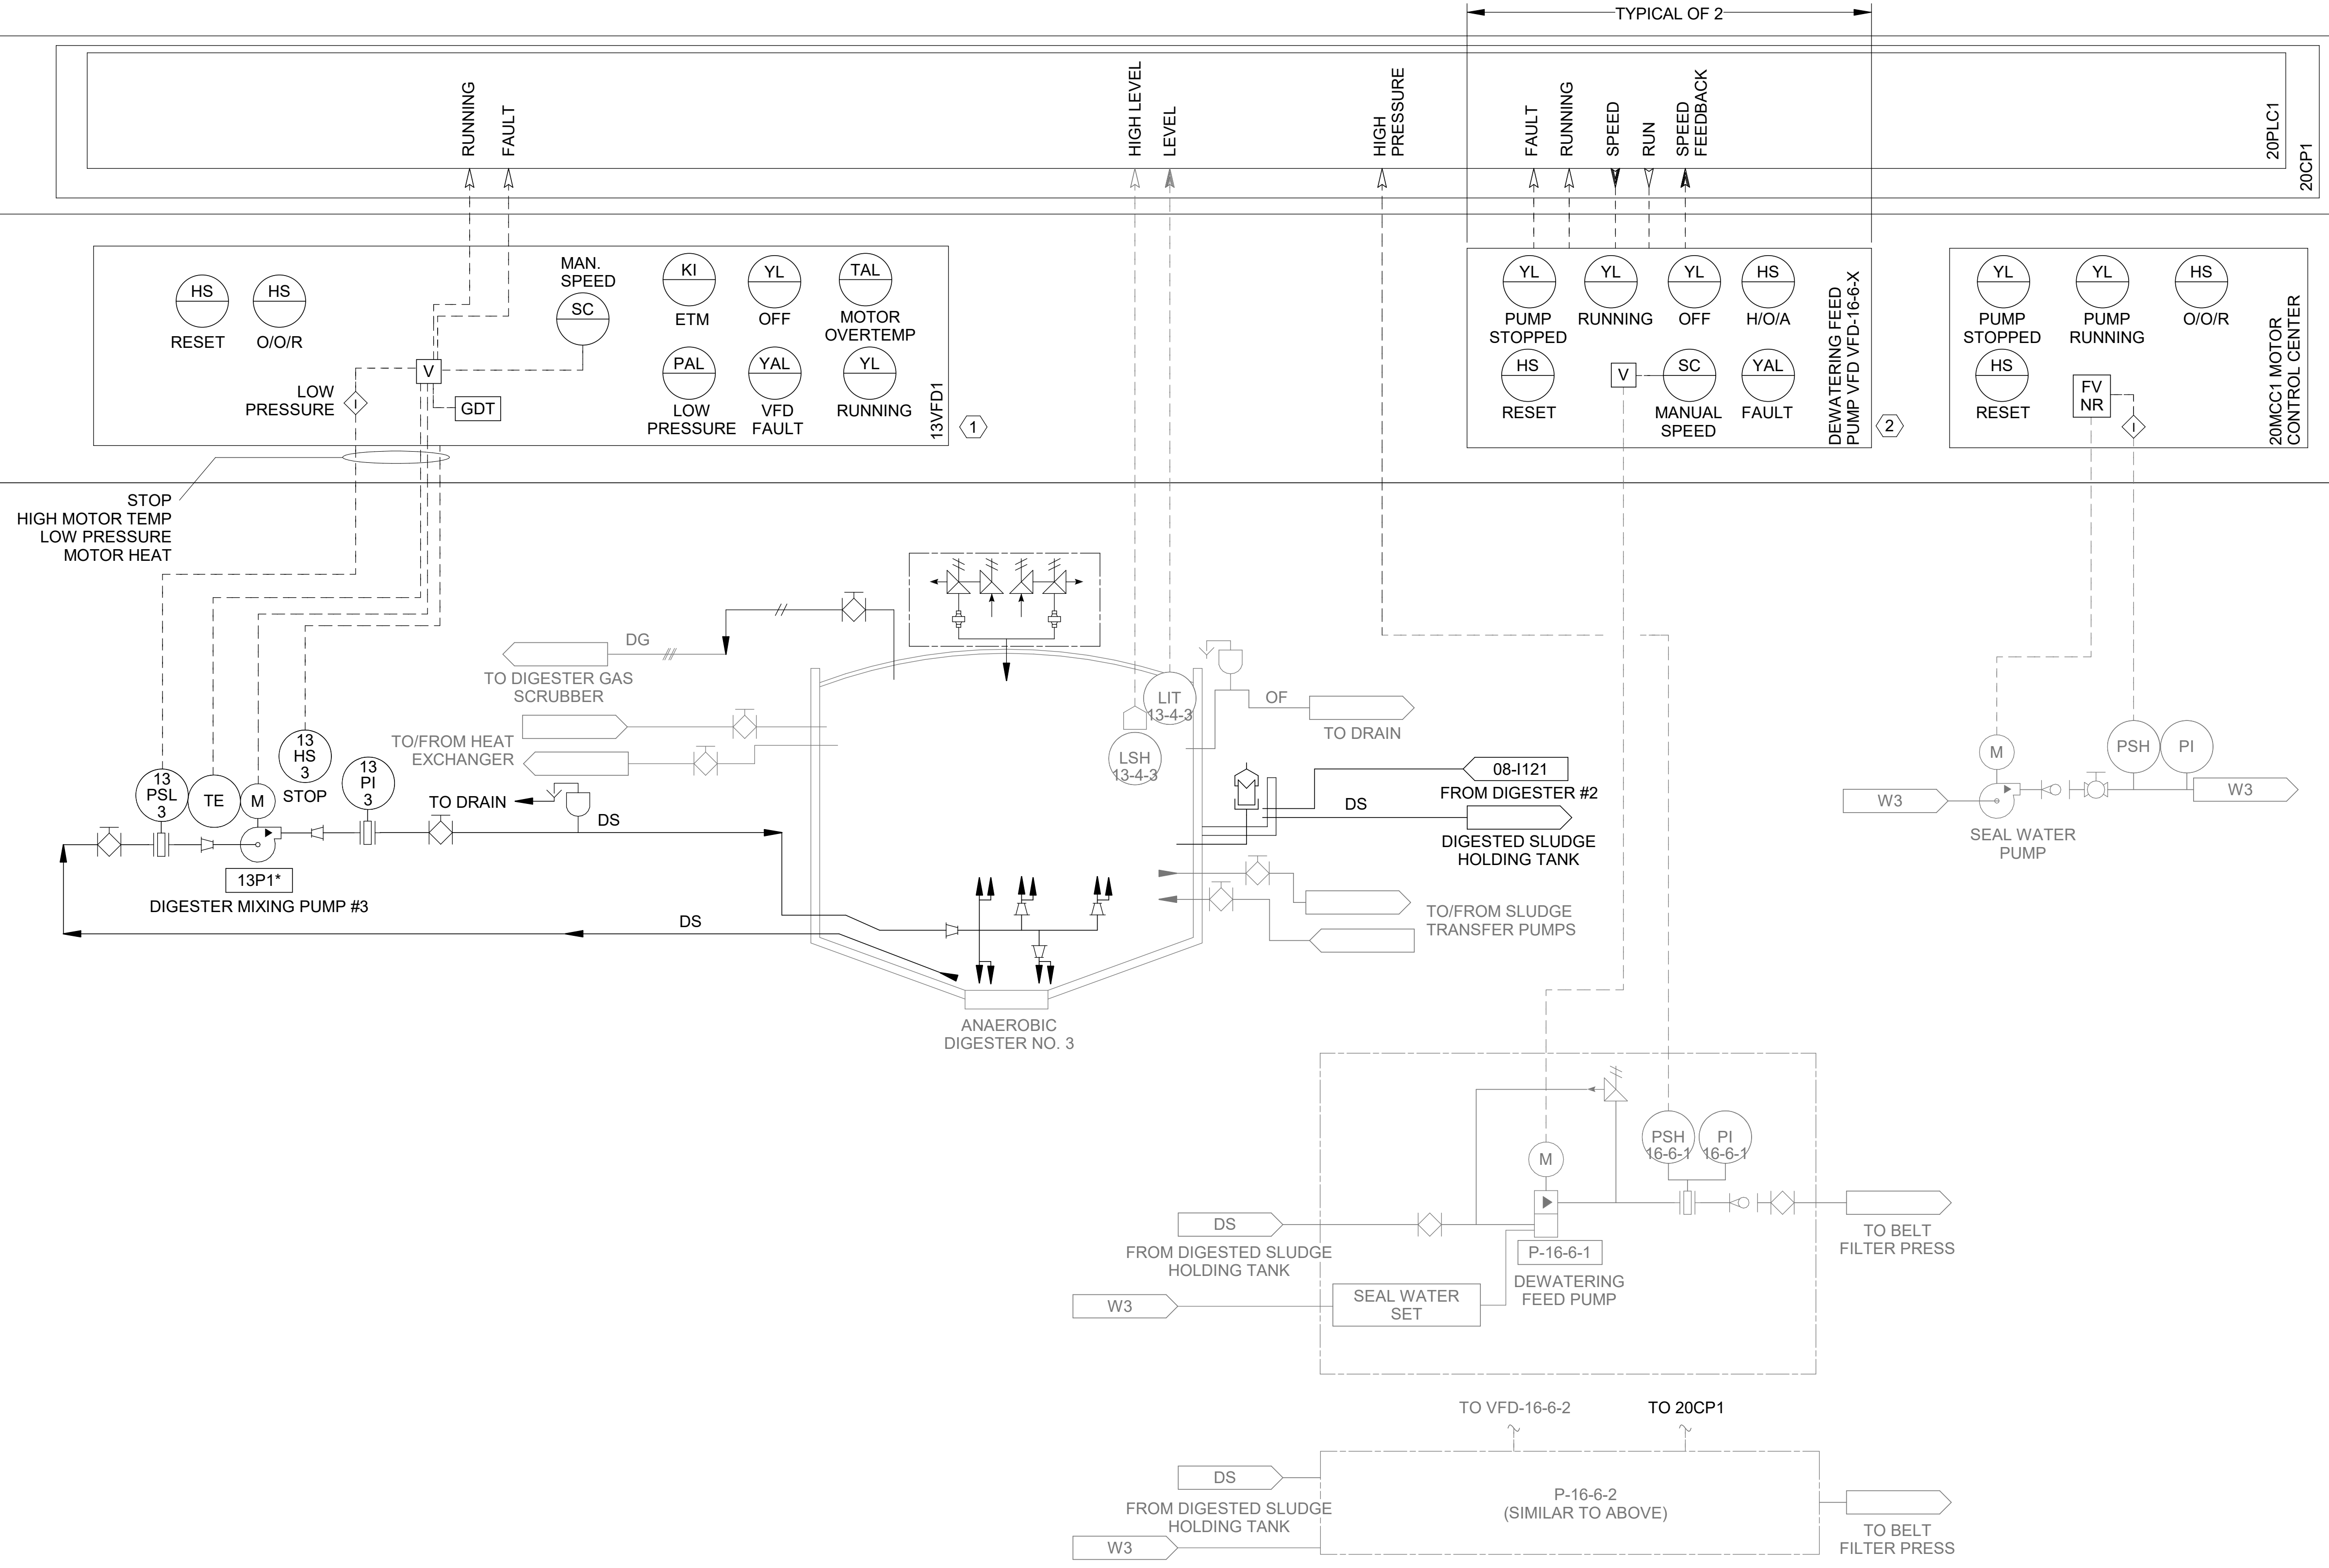 TYPICAL OF 2
RUNNING
FAULT
HIGH LEVEL
LEVEL
HIGH
PRESSURE
FAULT
RUNNING
SPEED
RUN
SPEED
FEEDBACK
20PLC1
20CP1
HS
RESET
HS
O/O/R
MAN.
SPEED
SC
KI
ETM
YL
OFF
TAL
MOTOR
OVERTEMP
LOW
PRESSURE
I
V
GDT
PAL
LOW
PRESSURE
YAL
VFD
FAULT
YL
RUNNING
13VFD1
1
YL
PUMP
STOPPED
YL
RUNNING
YL
OFF
HS
H/O/A
HS
RESET
V
SC
MANUAL
SPEED
YAL
FAULT
DEWATERING FEED
PUMP VFD VFD-16-6-X
2
YL
PUMP
STOPPED
YL
PUMP
RUNNING
HS
O/O/R
HS
RESET
FV
NR
I
20MCC1 MOTOR
CONTROL CENTER
STOP
HIGH MOTOR TEMP
LOW PRESSURE
MOTOR HEAT
DG
TO DIGESTER GAS
SCRUBBER
TO/FROM HEAT
EXCHANGER
13
PSL
3
TE
M
13
HS
3
STOP
13
PI
3
TO DRAIN
DS
13P1*
DIGESTER MIXING PUMP #3
DS
LIT
13-4-3
LSH
13-4-3
OF
TO DRAIN
08-I121
FROM DIGESTER #2
DS
DIGESTED SLUDGE
HOLDING TANK
TO/FROM SLUDGE
TRANSFER PUMPS
ANAEROBIC
DIGESTER NO. 3
M
PSH
PI
W3
W3
SEAL WATER
PUMP
M
PSH
16-6-1
PI
16-6-1
DS
FROM DIGESTED SLUDGE
HOLDING TANK
P-16-6-1
DEWATERING
FEED PUMP
W3
SEAL WATER
SET
TO BELT
FILTER PRESS
TO VFD-16-6-2
TO 20CP1
DS
FROM DIGESTED SLUDGE
HOLDING TANK
W3
P-16-6-2
(SIMILAR TO ABOVE)
TO BELT
FILTER PRESS